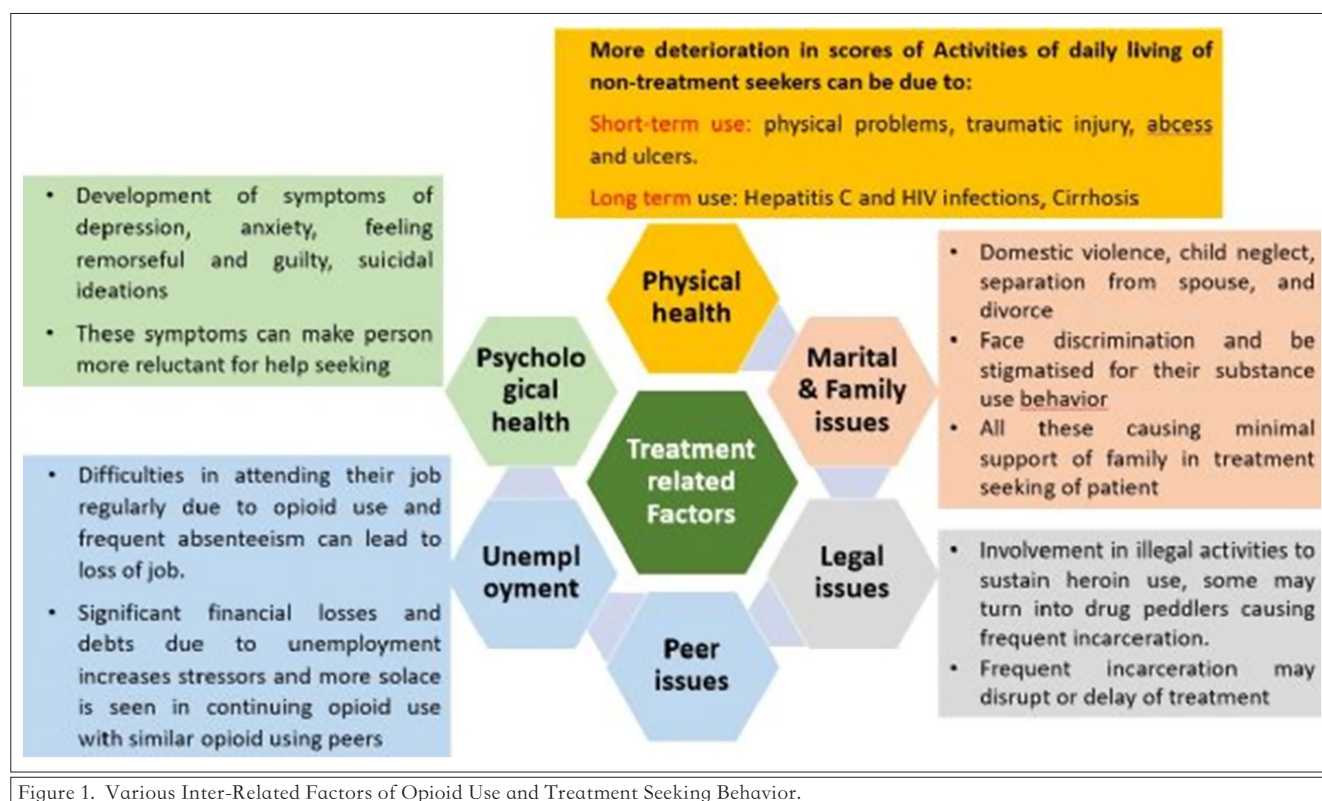 More deterioration in scores of Activities of daily living of
non-treatment seekers can be due to:
Short-term use: physical problems, traumatic injury, abcess
and ulcers.
Long term use: Hepatitis C and HIV infections, Cirrhosis
• Development of symptoms of
depression, anxiety, feeling
remorseful and guilty, suicidal
ideations
• These symptoms can make person
more reluctant for help seeking
Physical
health
• Domestic violence, child neglect,
separation from spouse, and
divorce
• Face discrimination and be
stigmatised for their substance
use behavior
• All these causing minimal
support of family in treatment
seeking of patient
Psycholo
gical
health
Marital
& Family
issues
Treatment
related
Factors
• Difficulties in attending their job
regularly due to opioid use and
frequent absenteeism can lead to
loss of job.
• Significant financial losses and
debts due to unemployment
increases stressors and more solace
is seen in continuing opioid use
with similar opioid using peers
Unempl
oyment
Legal
issues
• Involvement in illegal activities to
sustain heroin use, some may
turn into drug peddlers causing
frequent incarceration.
• Frequent incarceration may
disrupt or delay of treatment
Peer
issues
Figure 1. Various Inter-Related Factors of Opioid Use and Treatment Seeking Behavior.